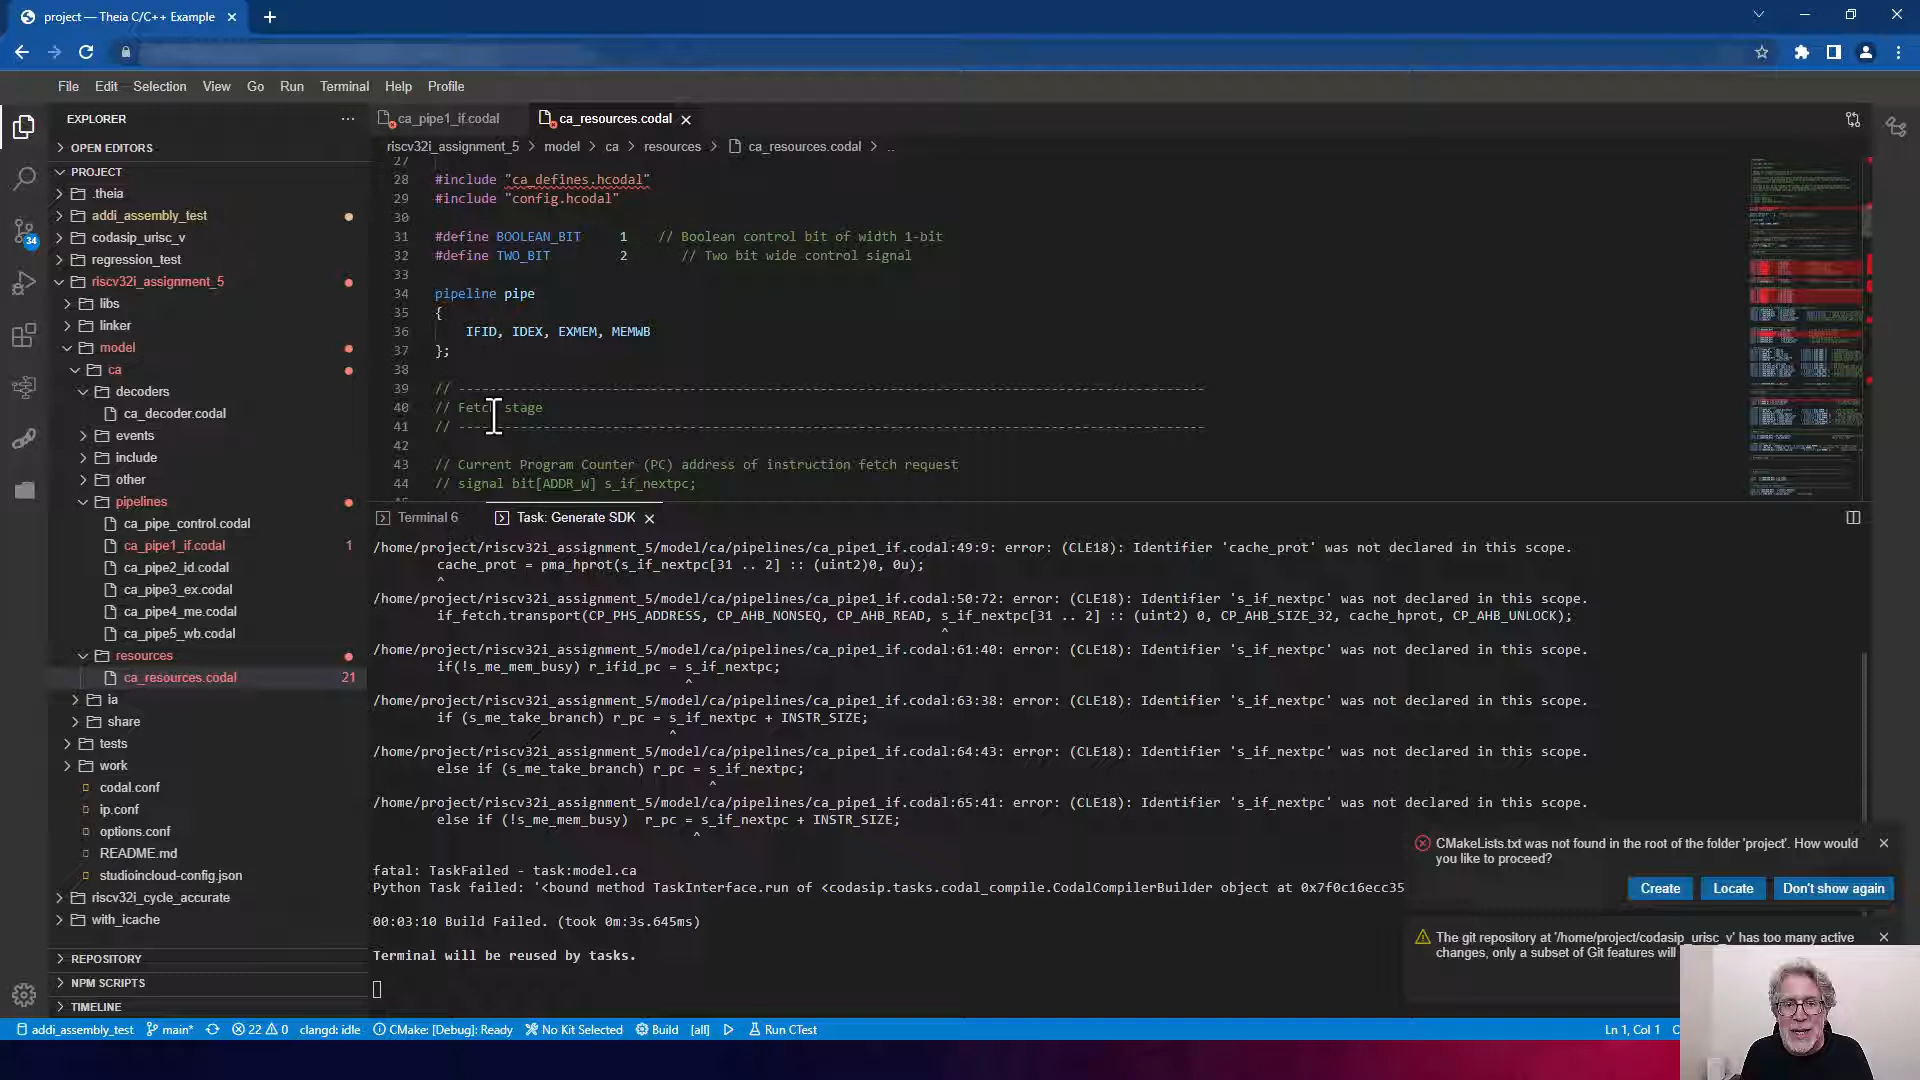 project — Theia C/C++ Example
File Edit Selection View Go Run Terminal Help Profile
EXPLORER
OPEN EDITORS
PROJECT
.theia
addi_assembly_test
codasip_urisc_v
regression_test
riscv32i_assignment_5
libs
linker
model
ca
decoders
ca_decoder.codal
events
include
other
pipelines
ca_pipe_control.codal
ca_pipe1_if.codal 1
ca_pipe2_id.codal
ca_pipe3_ex.codal
ca_pipe4_me.codal
ca_pipe5_wb.codal
resources
ca_resources.codal 21
ia
share
tests
work
codal.conf
ip.conf
options.conf
README.md
studioincloud-config.json
riscv32i_cycle_accurate
with_icache
REPOSITORY
NPM SCRIPTS
TIMELINE
34
ca_pipe1_if.codal ca_resources.codal
riscv32i_assignment_5 > model > ca > resources > ca_resources.codal > ..
27
28 #include "ca_defines.hcodal"
29 #include "config.hcodal"
30
31 #define BOOLEAN_BIT 1 // Boolean control bit of width 1-bit
32 #define TWO_BIT 2 // Two bit wide control signal
33
34 pipeline pipe
35 {
36 IFID, IDEX, EXMEM, MEMWB
37 };
38
39 // -------------------------------------------------------------------------------------------------
40 // Fetch stage
41 // -------------------------------------------------------------------------------------------------
42
43 // Current Program Counter (PC) address of instruction fetch request
44 // signal bit[ADDR_W] s_if_nextpc;
Terminal 6 Task: Generate SDK
/home/project/riscv32i_assignment_5/model/ca/pipelines/ca_pipe1_if.codal:49:9: error: (CLE18): Identifier 'cache_prot' was not declared in this scope.
cache_prot = pma_hprot(s_if_nextpc[31 .. 2] :: (uint2)0, 0u);
^
/home/project/riscv32i_assignment_5/model/ca/pipelines/ca_pipe1_if.codal:50:72: error: (CLE18): Identifier 's_if_nextpc' was not declared in this scope.
if_fetch.transport(CP_PHS_ADDRESS, CP_AHB_NONSEQ, CP_AHB_READ, s_if_nextpc[31 .. 2] :: (uint2) 0, CP_AHB_SIZE_32, cache_hprot, CP_AHB_UNLOCK);
^
/home/project/riscv32i_assignment_5/model/ca/pipelines/ca_pipe1_if.codal:61:40: error: (CLE18): Identifier 's_if_nextpc' was not declared in this scope.
if(!s_me_mem_busy) r_ifid_pc = s_if_nextpc;
^
/home/project/riscv32i_assignment_5/model/ca/pipelines/ca_pipe1_if.codal:63:38: error: (CLE18): Identifier 's_if_nextpc' was not declared in this scope.
if (s_me_take_branch) r_pc = s_if_nextpc + INSTR_SIZE;
^
/home/project/riscv32i_assignment_5/model/ca/pipelines/ca_pipe1_if.codal:64:43: error: (CLE18): Identifier 's_if_nextpc' was not declared in this scope.
else if (s_me_take_branch) r_pc = s_if_nextpc;
^
/home/project/riscv32i_assignment_5/model/ca/pipelines/ca_pipe1_if.codal:65:41: error: (CLE18): Identifier 's_if_nextpc' was not declared in this scope.
else if (!s_me_mem_busy) r_pc = s_if_nextpc + INSTR_SIZE;
^
fatal: TaskFailed - task:model.ca
Python Task failed: '<bound method TaskInterface.run of <codasip.tasks.codal_compile.CodalCompilerBuilder object at 0x7f0c16ecc35
00:03:10 Build Failed. (took 0m:3s.645ms)
Terminal will be reused by tasks.
CMakeLists.txt was not found in the root of the folder 'project'. How would
you like to proceed?
Create Locate Don't show again
The git repository at '/home/project/codasip_urisc_v' has too many active
changes, only a subset of Git features will
addi_assembly_test main* 22 0 clangd: idle CMake: [Debug]: Ready No Kit Selected Build [all] Run CTest Ln 1, Col 1